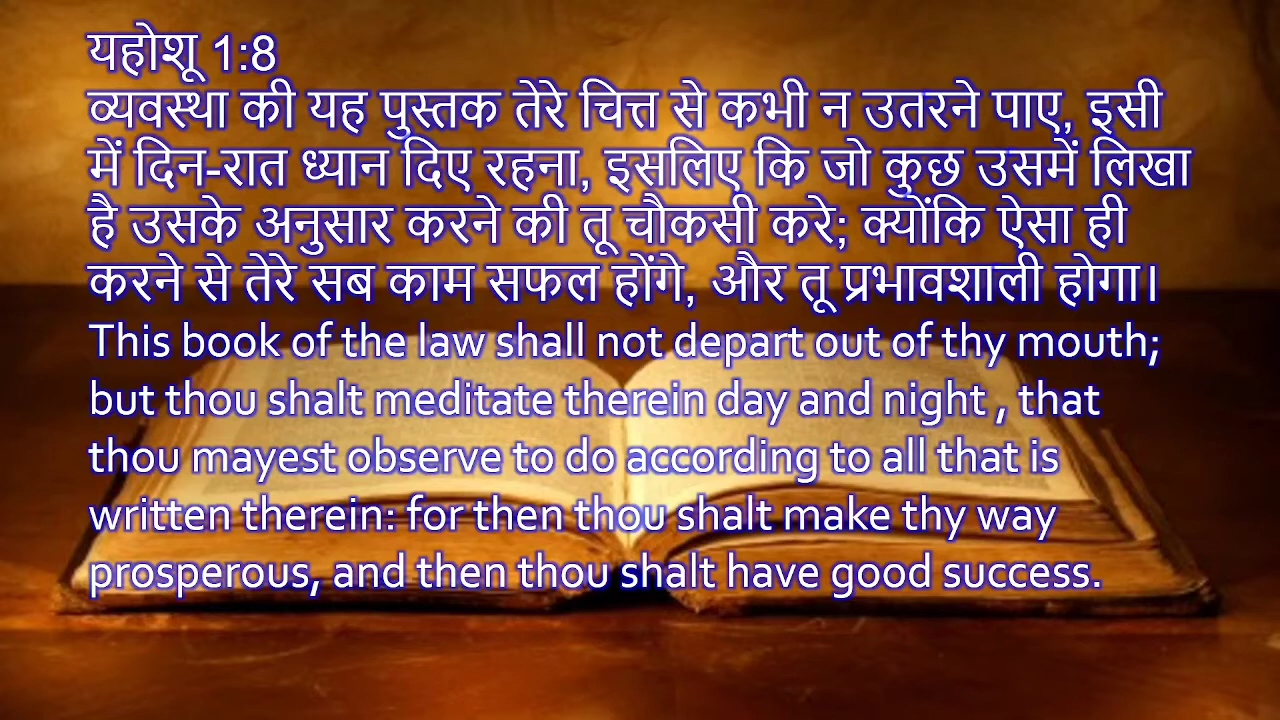 यहोशू 1:8
व्यवस्था की यह पुस्तक तेरे चित्त से कभी न उतरने पाए, इसी
में दिन-रात ध्यान दिए रहना, इसलिए कि जो कुछ उसमें लिखा
है उसके अनुसार करने की तू चौकसी करे; क्योंकि ऐसा ही
करने से तेरे सब काम सफल होंगे, और तू प्रभावशाली होगा।
This book of the law shall not depart out of thy mouth;
but thou shalt meditate therein day and night , that
thou mayest observe to do according to all that is
written therein: for then thou shalt make thy way
prosperous, and then thou shalt have good success.